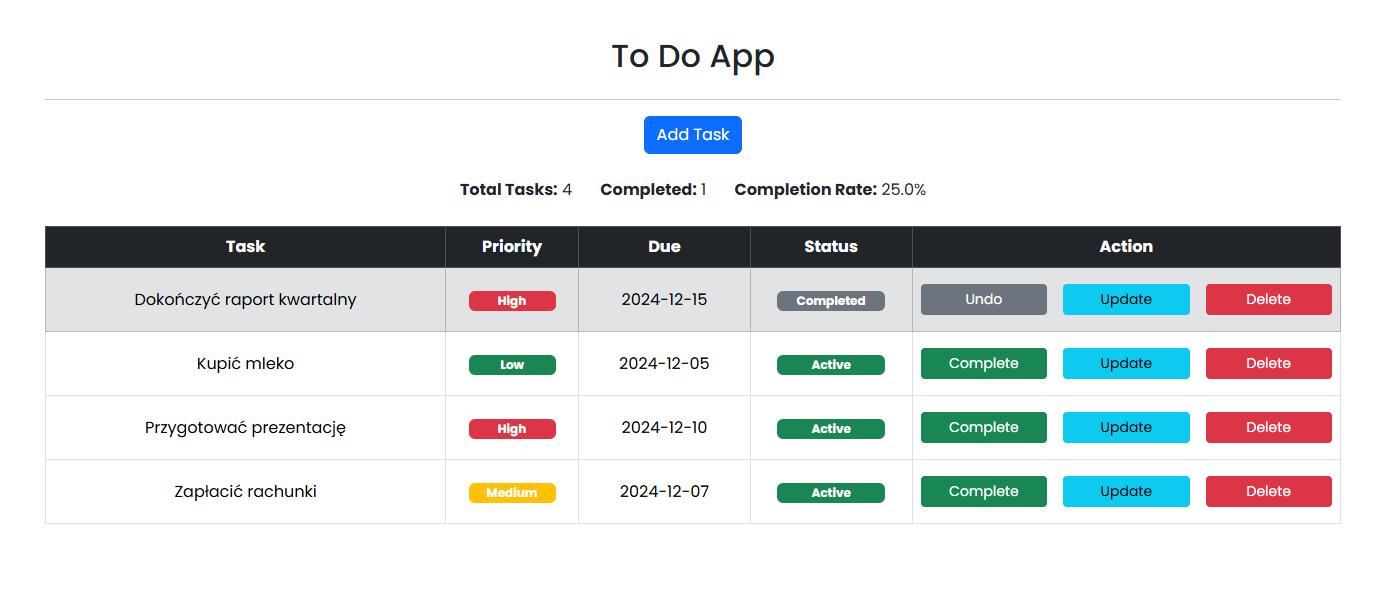 To Do App
Add Task
Total Tasks: 4 Completed: 1 Completion Rate: 25.0%
Task Priority Due Status Action
Dokończyć raport kwartalny High 2024-12-15 Completed Undo Update Delete
Kupić mleko Low 2024-12-05 Active Complete Update Delete
Przygotować prezentację High 2024-12-10 Active Complete Update Delete
Zapłacić rachunki Medium 2024-12-07 Active Complete Update Delete